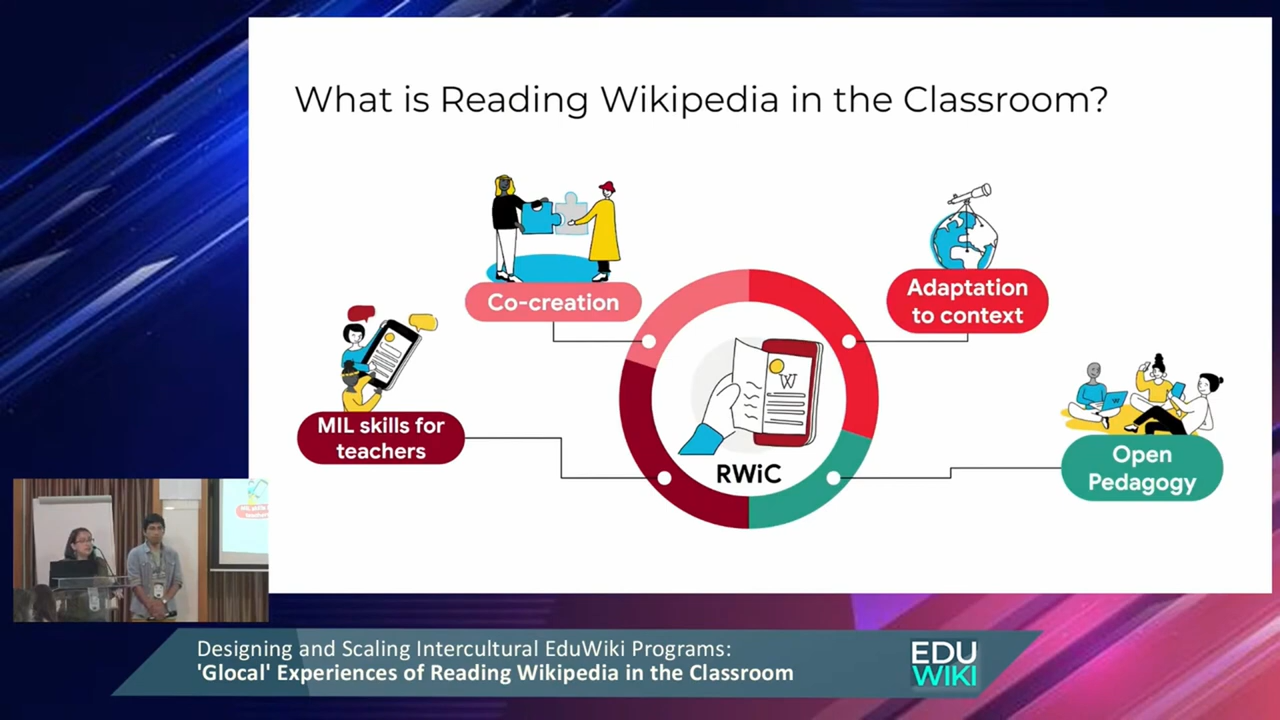 What is Reading Wikipedia in the Classroom?
Co-creation
Adaptation
to context
MIL skills for
teachers
W
RWiC
Open
Pedagogy
Designing and Scaling Intercultural EduWiki Programs:
'Glocal' Experiences of Reading Wikipedia in the Classroom
EDU
WIKI